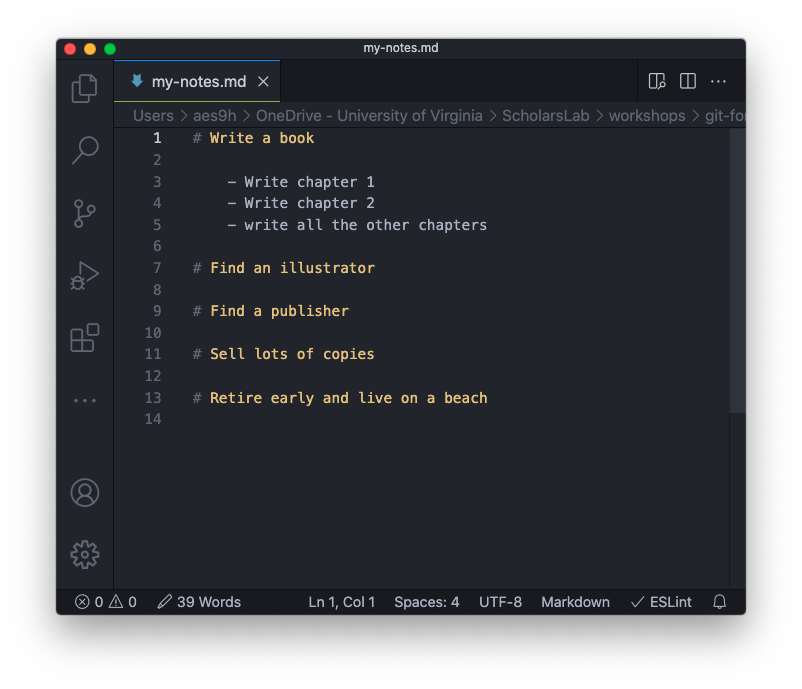 my-notes.md
my-notes.md
Users > aes9h > OneDrive - University of Virginia > ScholarsLab > workshops > git-for
1 # Write a book
2
3 - Write chapter 1
4 - Write chapter 2
5 - write all the other chapters
6
7 # Find an illustrator
8
9 # Find a publisher
10
11 # Sell lots of copies
12
13 # Retire early and live on a beach
14
0 0 39 Words Ln 1, Col 1 Spaces: 4 UTF-8 Markdown ESLint